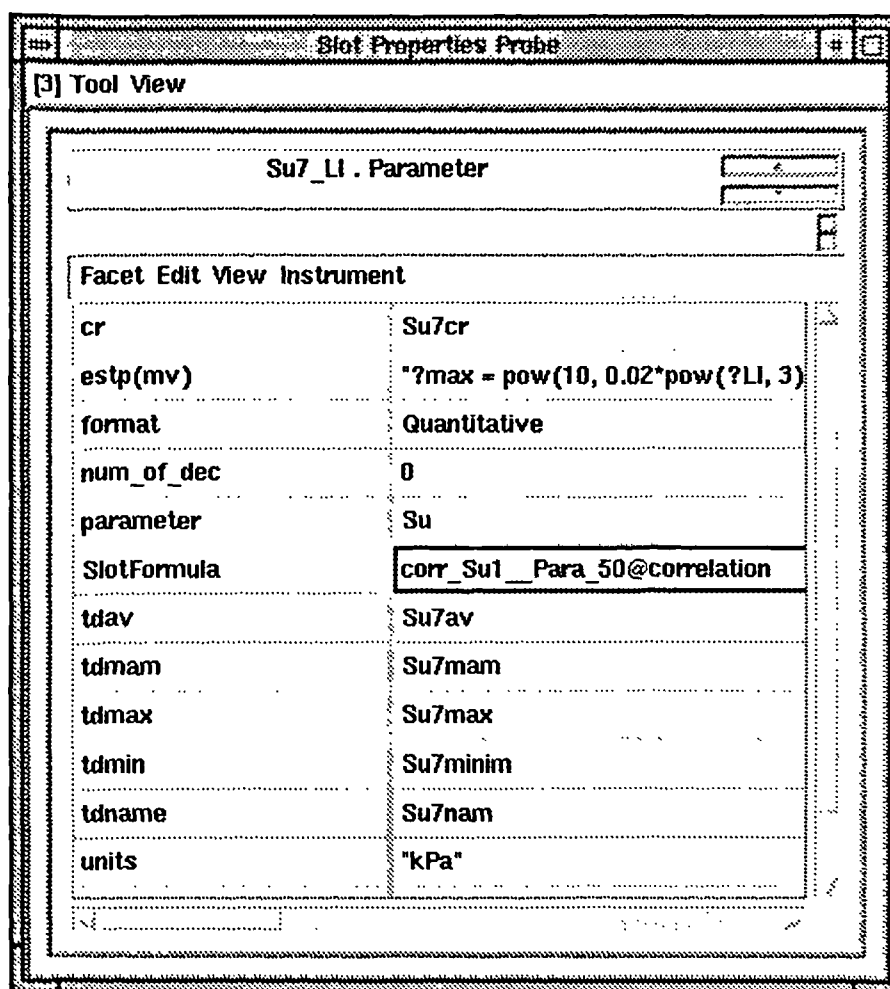 Slot Properties Probe
[3] Tool View
Su7_LI . Parameter
Facet Edit View Instrument
cr Su7cr
estp(mv) "?max = pow(10, 0.02*pow(?LI, 3)
format Quantitative
num_of_dec 0
parameter Su
SlotFormula corr_Su1__Para_50@correlation
tdav Su7av
tdmam Su7mam
tdmax Su7max
tdmin Su7minim
tdname Su7nam
units "kPa"